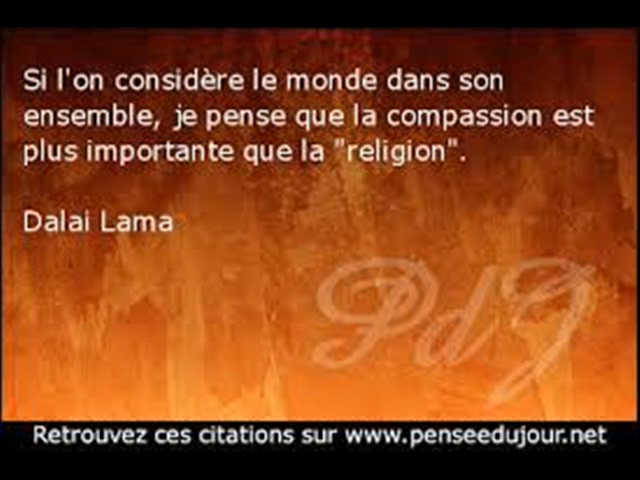 Si l'on considère le monde dans son
ensemble, je pense que la compassion est
plus importante que la "religion".
Dalai Lama
PdJ
Retrouvez ces citations sur www.penseedujour.net